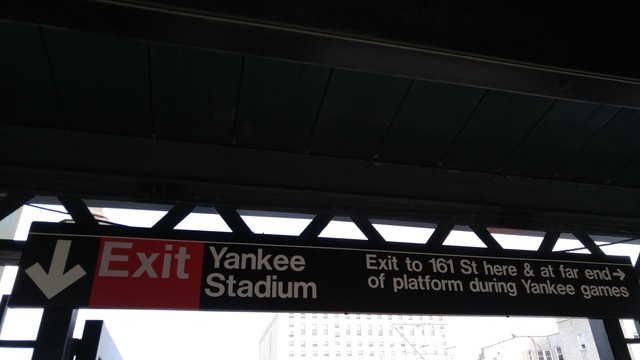 ↓ Exit Yankee
Stadium
Exit to 161 St here & at far end→
of platform during Yankee games